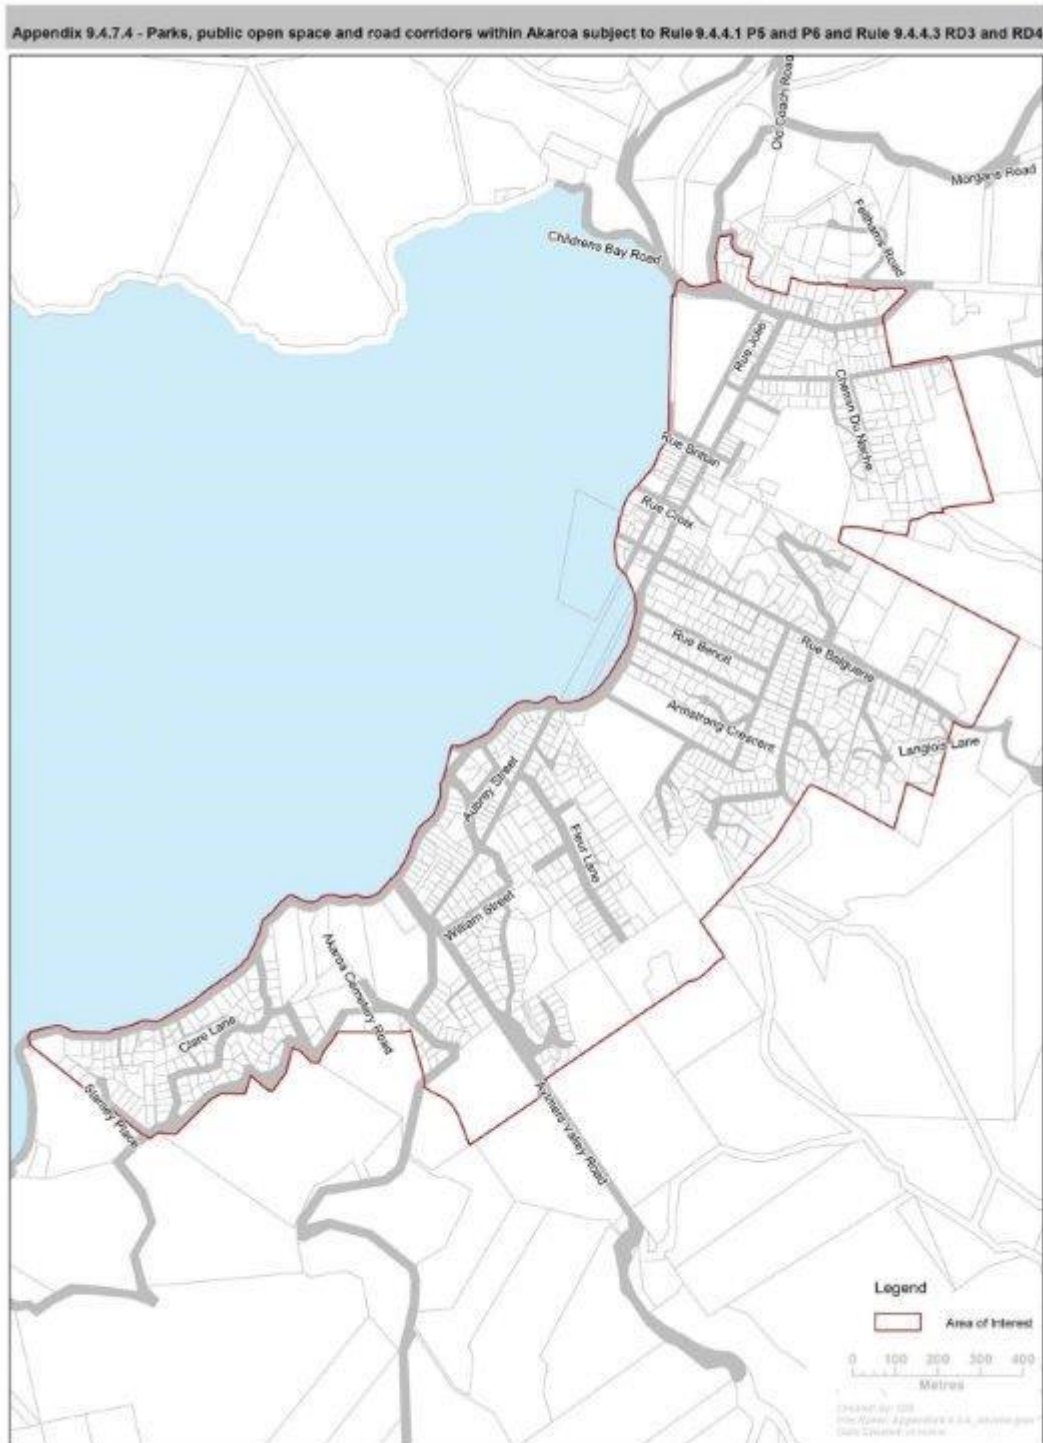 Appendix 9.4.7.4 - Parks, public open space and road corridors within Akaroa subject to Rule 9.4.4.1 P5 and P6 and Rule 9.4.4.3 RD3 and RD4
Old Coach Road
Morgans Road
Fellhams Road
Childrens Bay Road
Rue Jolie
Chemin Du Nache
Rue Brittan
Rue Croix
Rue Benoit
Rue Balguerie
Armstrong Crescent
Langlois Lane
Aubrey Street
Fleur Lane
William Street
Akaroa Cemetery Road
Clare Lane
Stanley Place
Aylmers Valley Road
Legend
Area of Interest
0 100 200 300 400
Metres